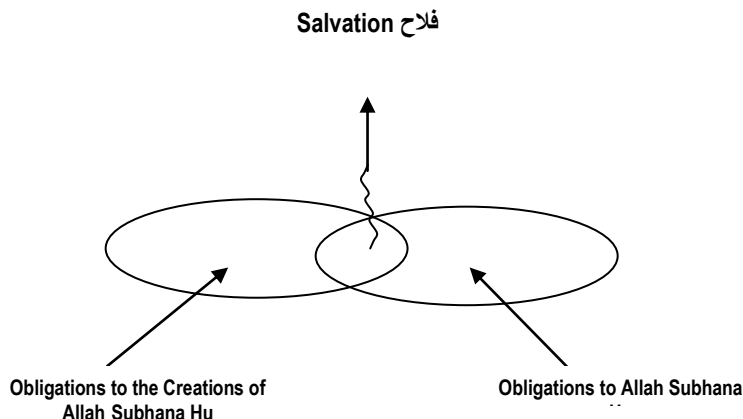 Salvation فلاح
Obligations to the Creations of
Allah Subhana Hu
Obligations to Allah Subhana